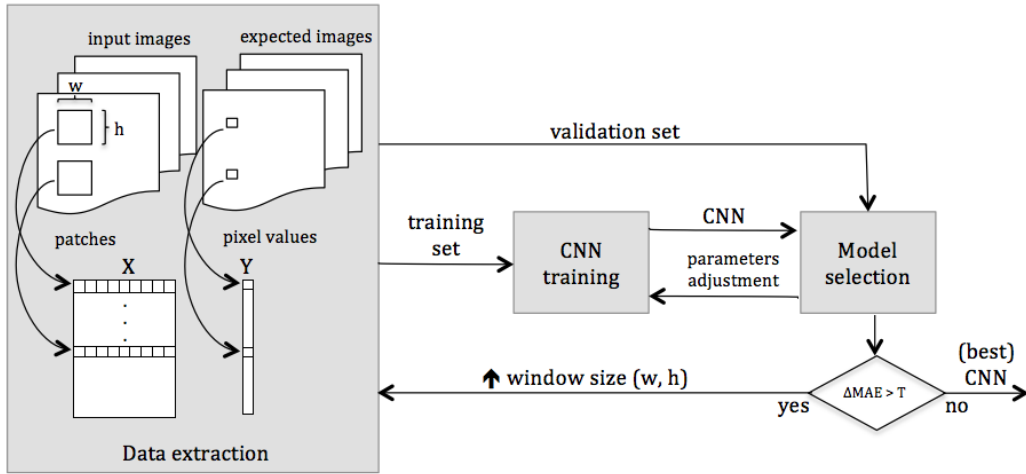 input images
expected images
w
h
patches
pixel values
X
Y
Data extraction
validation set
training
set
CNN
training
CNN
parameters
adjustment
Model
selection
ΔMAE > T
yes
no
(best)
CNN
🡅 window size (w, h)